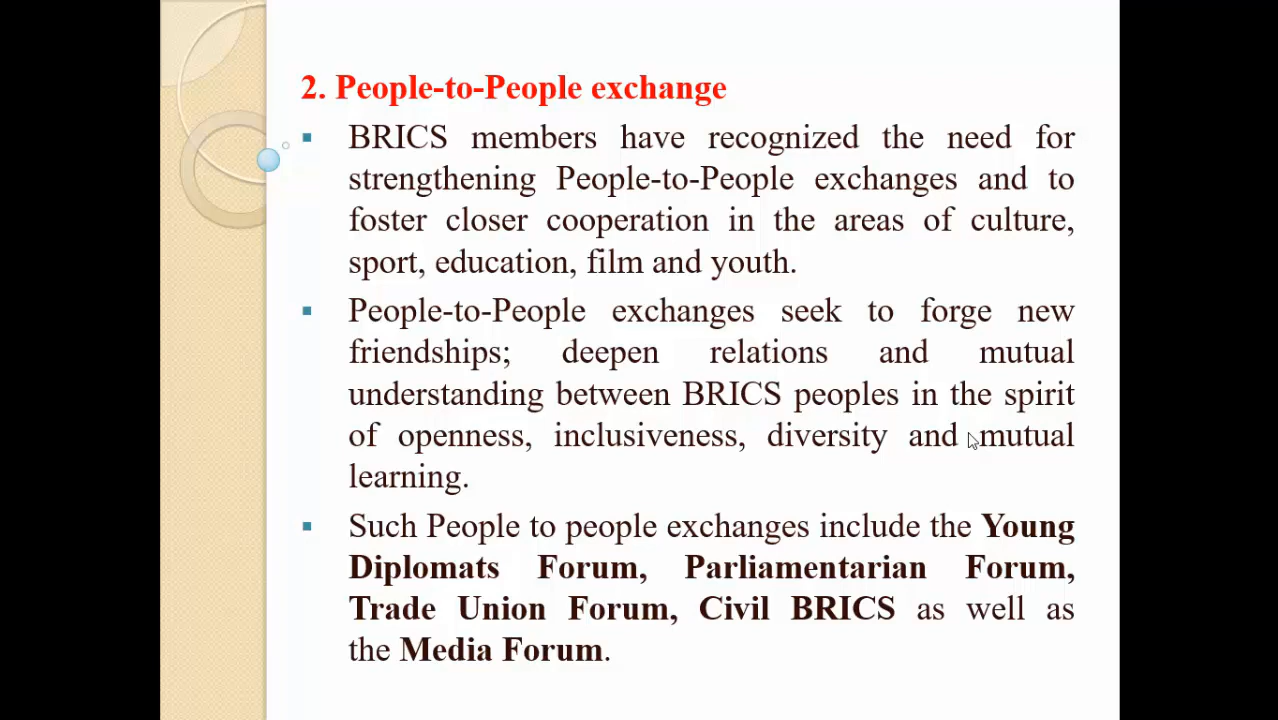 2. People-to-People exchange
BRICS members have recognized the need for
strengthening People-to-People exchanges and to
foster closer cooperation in the areas of culture,
sport, education, film and youth.
People-to-People exchanges seek to forge new
friendships; deepen relations and mutual
understanding between BRICS peoples in the spirit
of openness, inclusiveness, diversity and mutual
learning.
Such People to people exchanges include the Young
Diplomats Forum, Parliamentarian Forum,
Trade Union Forum, Civil BRICS as well as
the Media Forum.